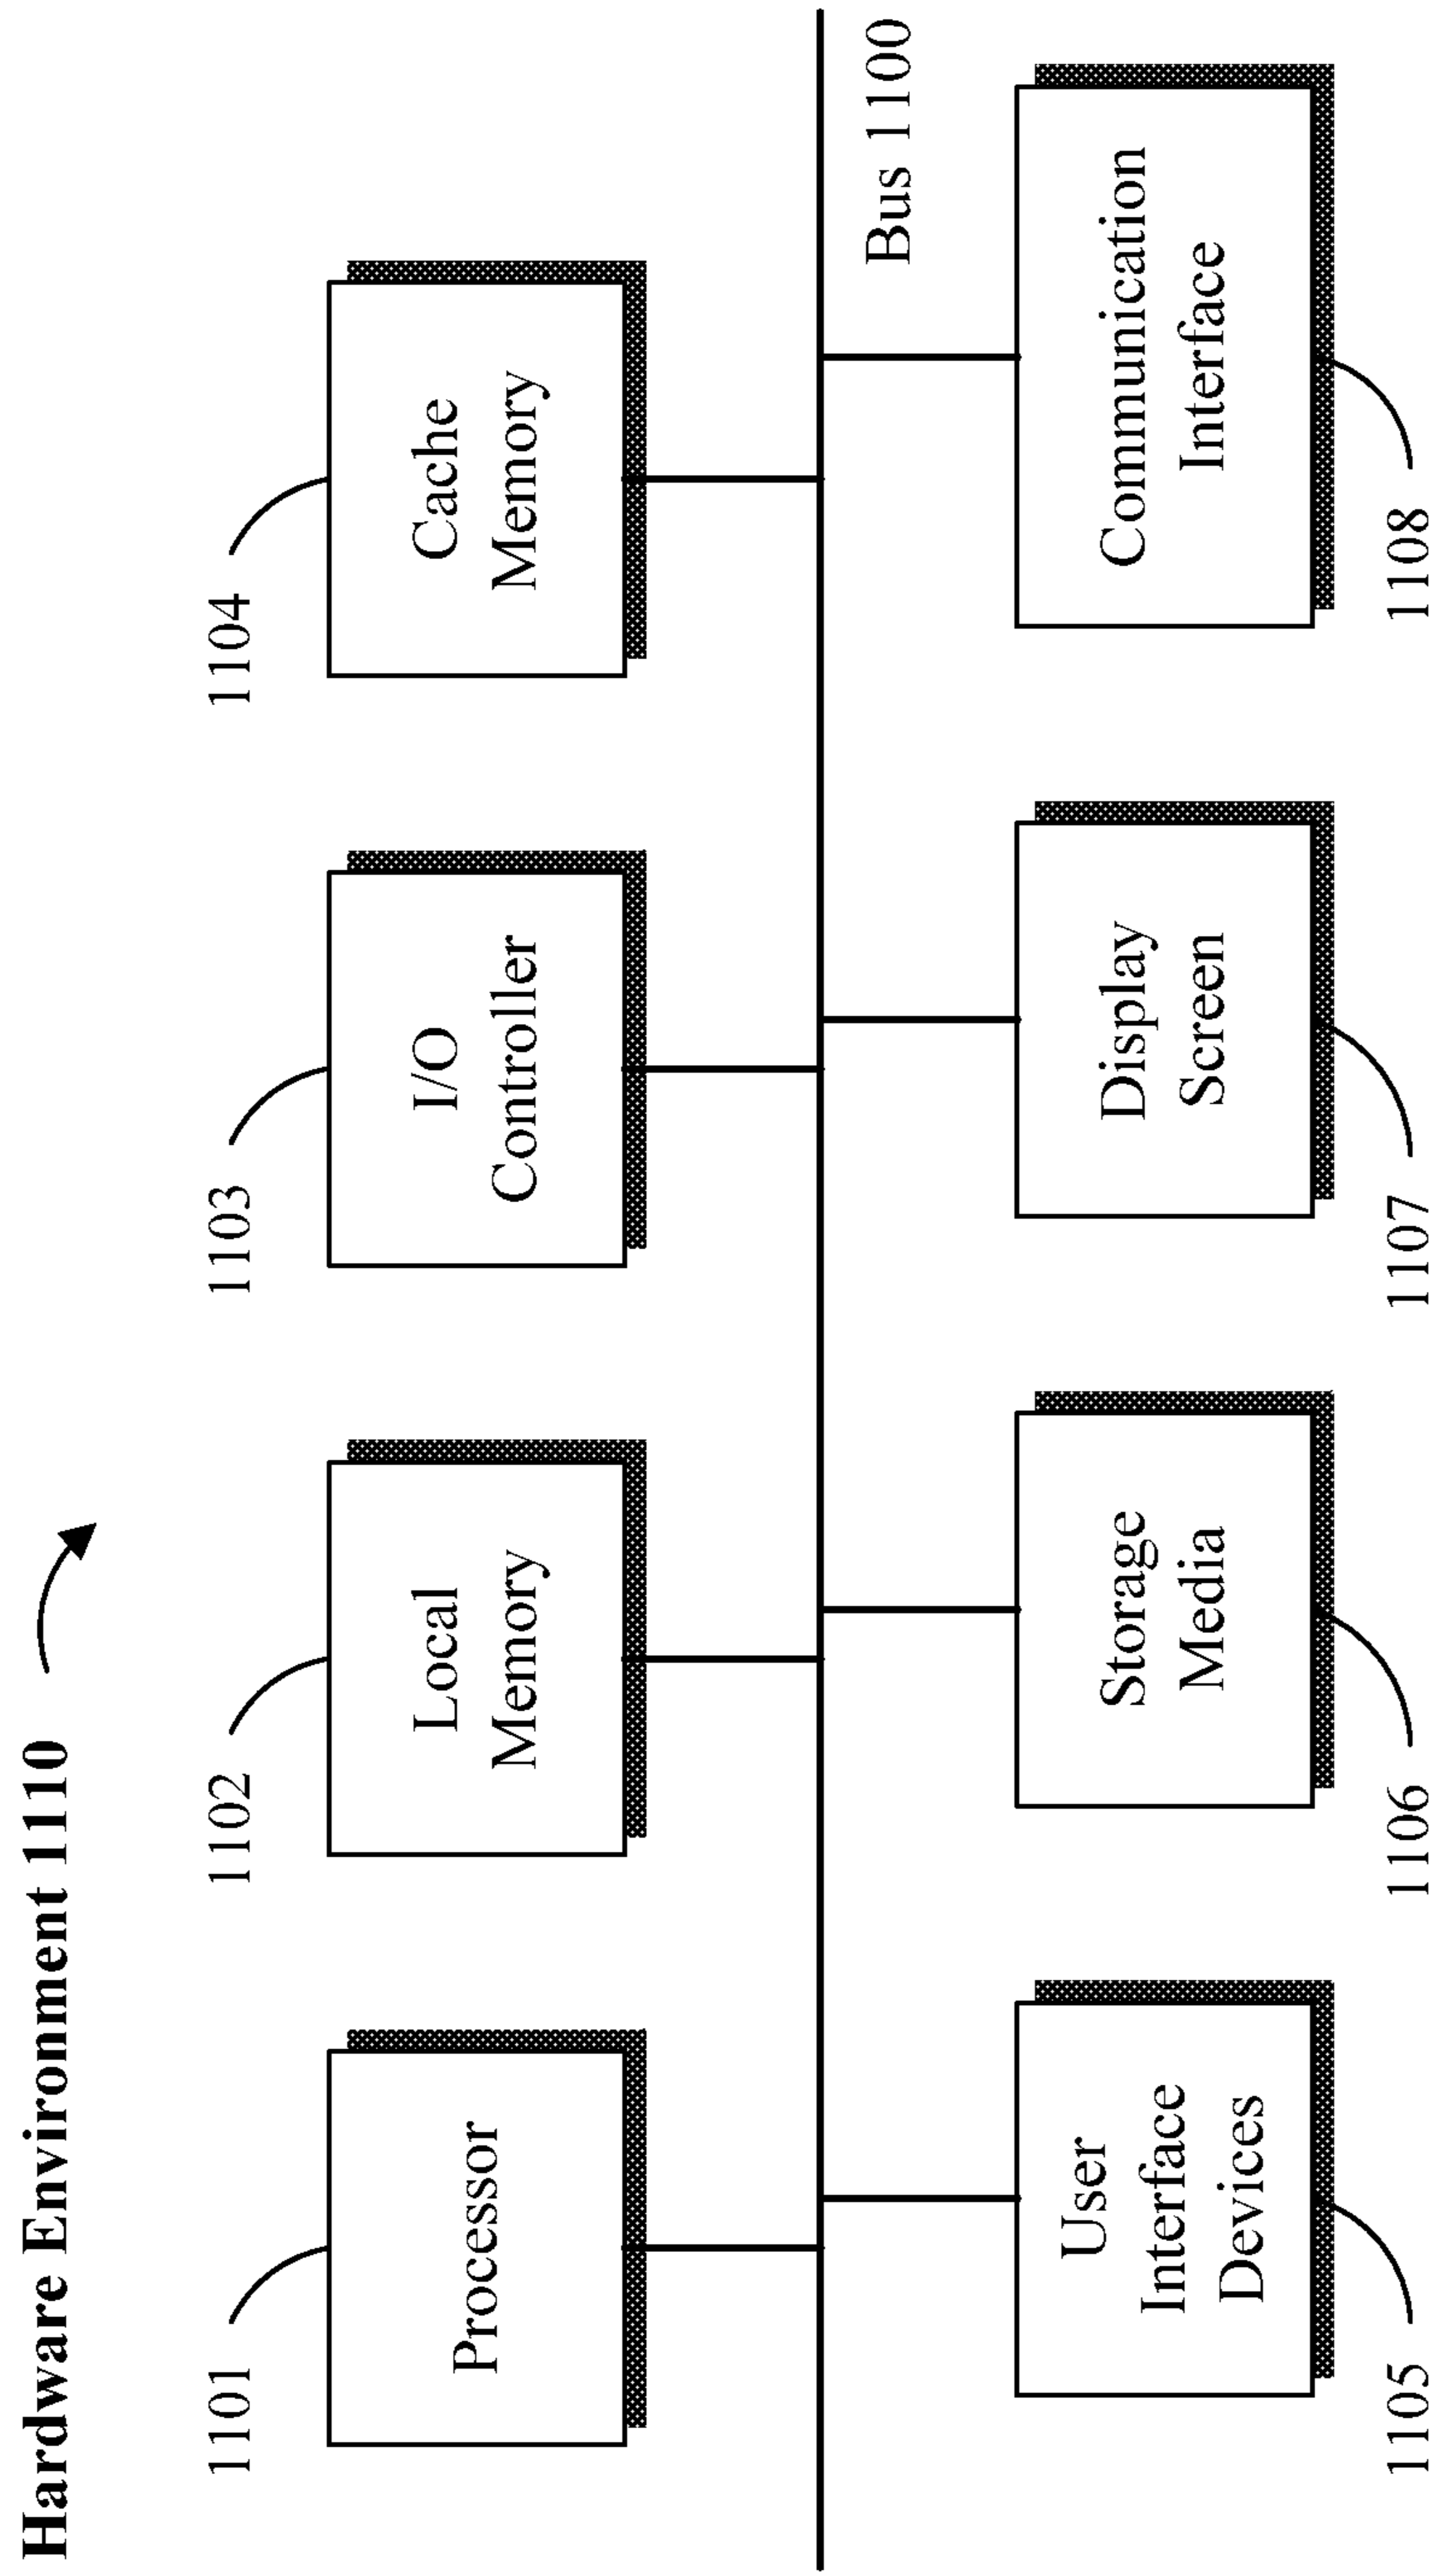 Hardware Environment 1110
1101
1102
1103
1104
Processor
Local
Memory
I/O
Controller
Cache
Memory
Bus 1100
User
Interface
Devices
Storage
Media
Display
Screen
Communication
Interface
1105
1106
1107
1108